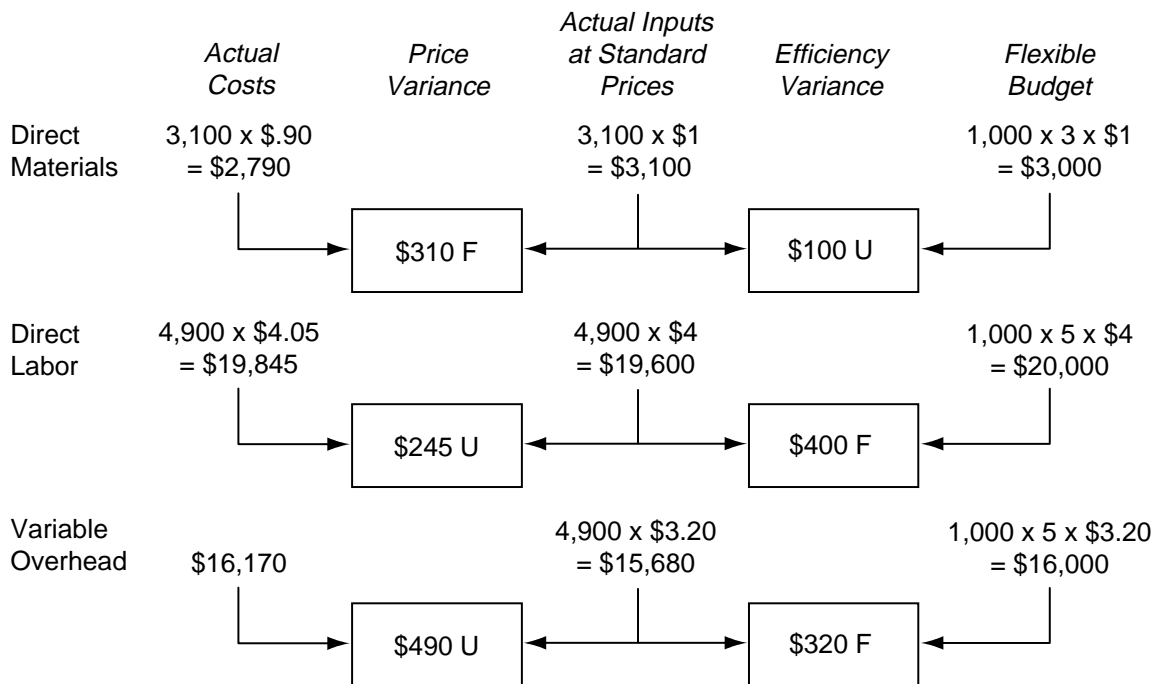 Actual
Costs
Price
Variance
Actual Inputs
at Standard
Prices
Efficiency
Variance
Flexible
Budget
Direct
Materials
3,100 x $.90
= $2,790
3,100 x $1
= $3,100
1,000 x 3 x $1
= $3,000
$310 F
$100 U
Direct
Labor
4,900 x $4.05
= $19,845
4,900 x $4
= $19,600
1,000 x 5 x $4
= $20,000
$245 U
$400 F
Variable
Overhead
$16,170
4,900 x $3.20
= $15,680
1,000 x 5 x $3.20
= $16,000
$490 U
$320 F